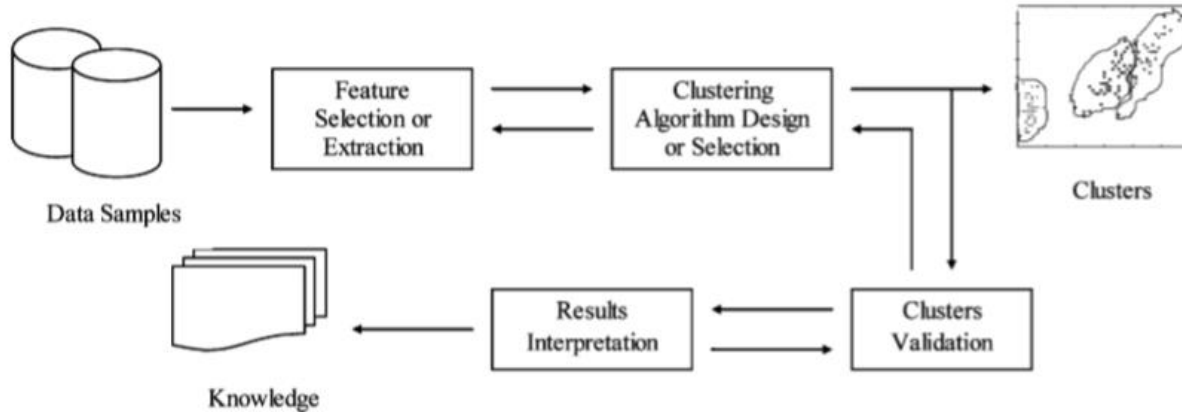 Feature
Selection or
Extraction
Clustering
Algorithm Design
or Selection
Clusters
Data Samples
Results
Interpretation
Clusters
Validation
Knowledge